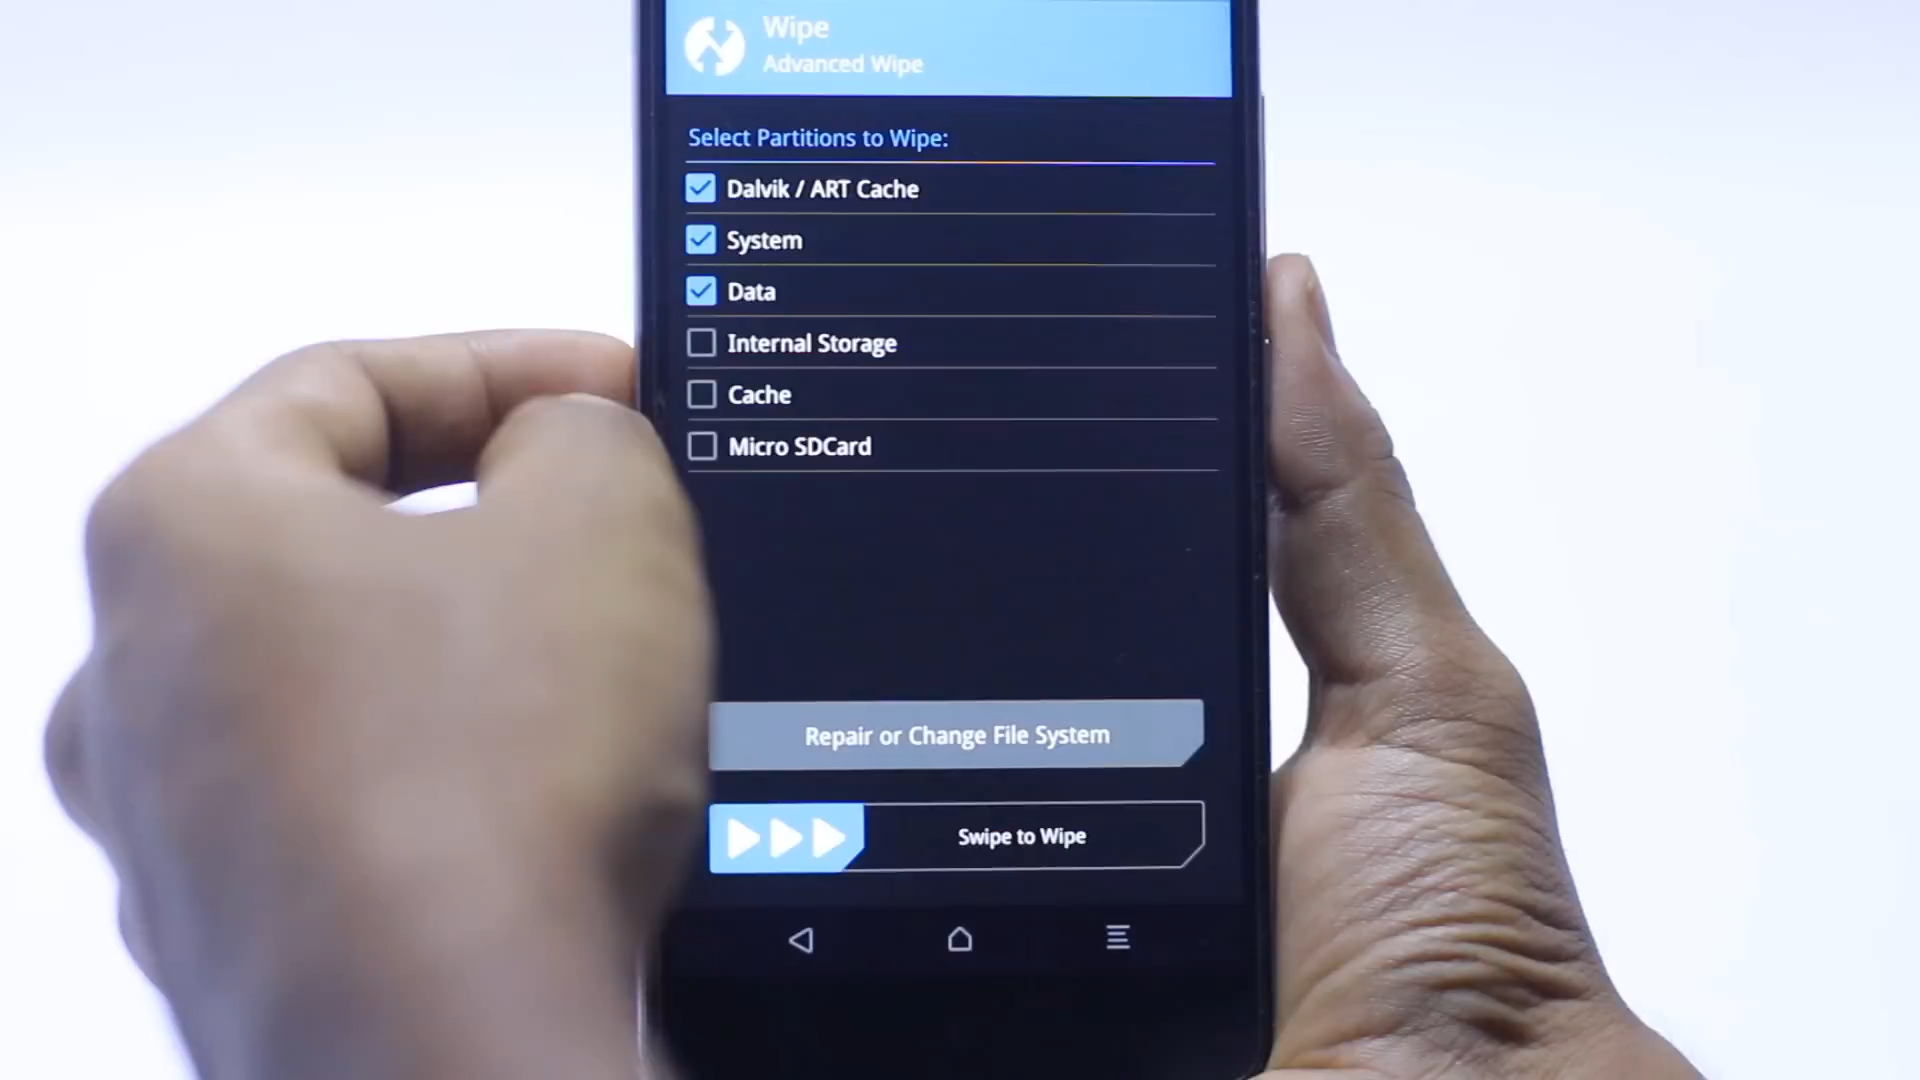 Wipe
Advanced Wipe
Select Partitions to Wipe:
Dalvik / ART Cache
System
Data
Internal Storage
Cache
Micro SDCard
Repair or Change File System
Swipe to Wipe